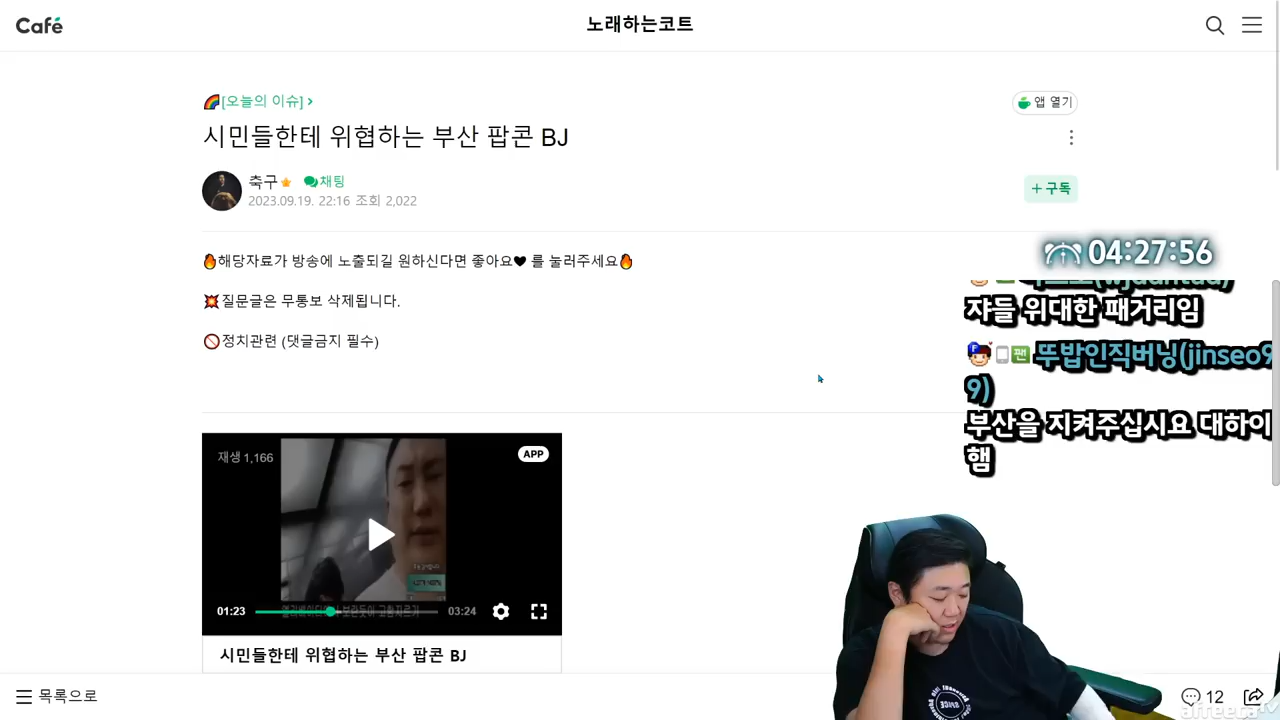 Café
노래하는코트
[오늘의 이슈] >
앱 열기
시민들한테 위협하는 부산 팝콘 BJ
축구
채팅
2023.09.19. 22:16 조회 2,022
+ 구독
해당자료가 방송에 노출되길 원하신다면 좋아요🖤 를 눌러주세요
04:27:56
질문글은 무통보 삭제됩니다.
쟈들 위대한 패거리임
정치관련 (댓글금지 필수)
뚜밥인직버닝(jinseo9
9)
부산을 지켜주십시요 대하이
햄
재생 1,166
APP
01:23
03:24
시민들한테 위협하는 부산 팝콘 BJ
목록으로
12
afreecaTV